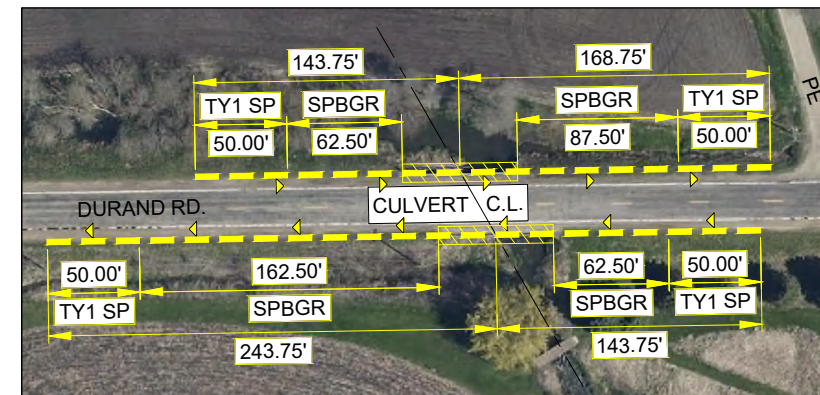 143.75'
168.75'
TY1 SP
SPBGR
SPBGR
TY1 SP
50.00'
62.50'
87.50'
50.00'
PE
DURAND RD.
CULVERT C.L.
50.00'
162.50'
62.50'
50.00'
TY1 SP
SPBGR
SPBGR
TY1 SP
243.75'
143.75'